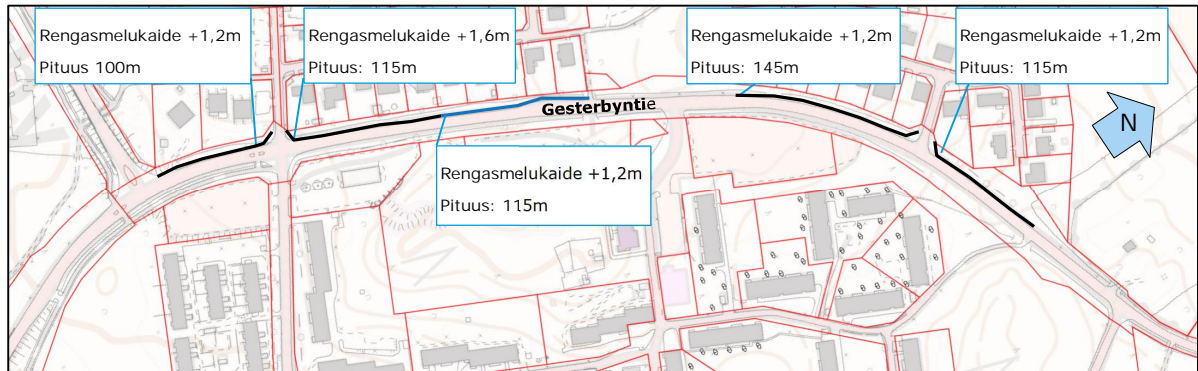 Rengasmelukaide +1,2m
Pituus 100m
Rengasmelukaide +1,6m
Pituus: 115m
Rengasmelukaide +1,2m
Pituus: 145m
Rengasmelukaide +1,2m
Pituus: 115m
Gesterbyntie
N
Rengasmelukaide +1,2m
Pituus: 115m